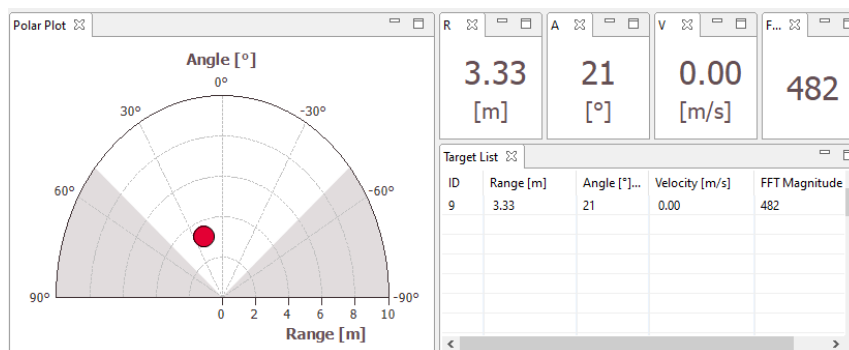 Polar Plot
Angle [°]
0°
30°
-30°
60°
-60°
90°
-90°
0 2 4 6 8 10
Range [m]
R
3.33
[m]
A
21
[°]
V
0.00
[m/s]
F...
482
Target List
ID Range [m] Angle [°]... Velocity [m/s] FFT Magnitude
9 3.33 21 0.00 482